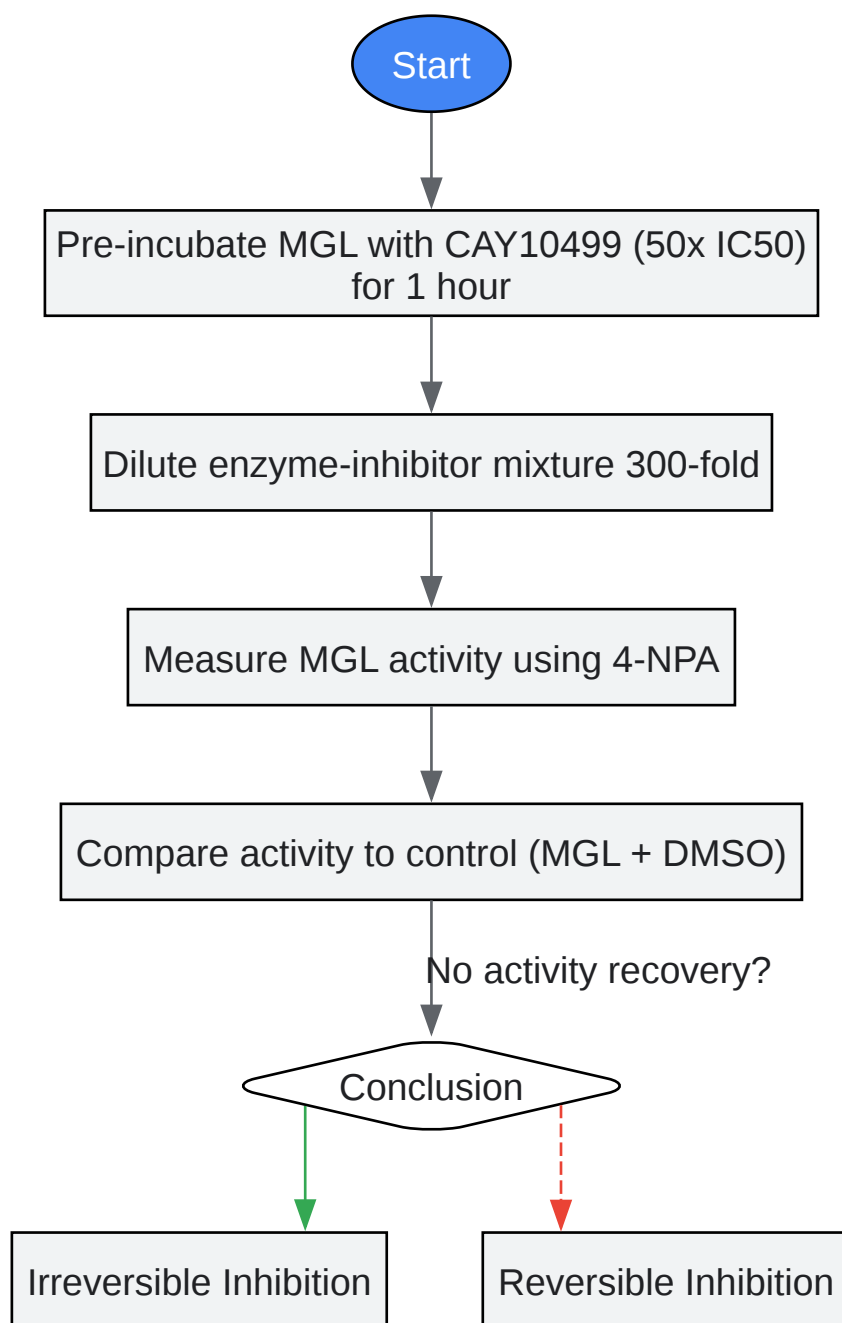 Start
Pre-incubate MGL with CAY10499 (50x IC50)
for 1 hour
Dilute enzyme-inhibitor mixture 300-fold
Measure MGL activity using 4-NPA
Compare activity to control (MGL + DMSO)
No activity recovery?
Conclusion
Irreversible Inhibition
Reversible Inhibition